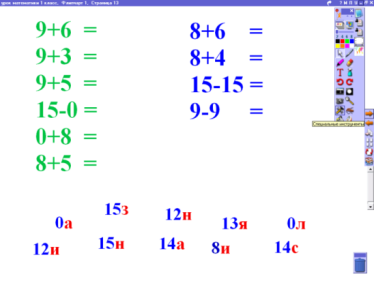 урок математики 1 класс. Флипчарт 1, Страница 13
9+6 =
9+3 =
9+5 =
15-0 =
0+8 =
8+5 =
8+6 =
8+4 =
15-15 =
9-9 =
0а 15з 12н 13я 0л
12и 15н 14а 8и 14с
Специальные инструменты